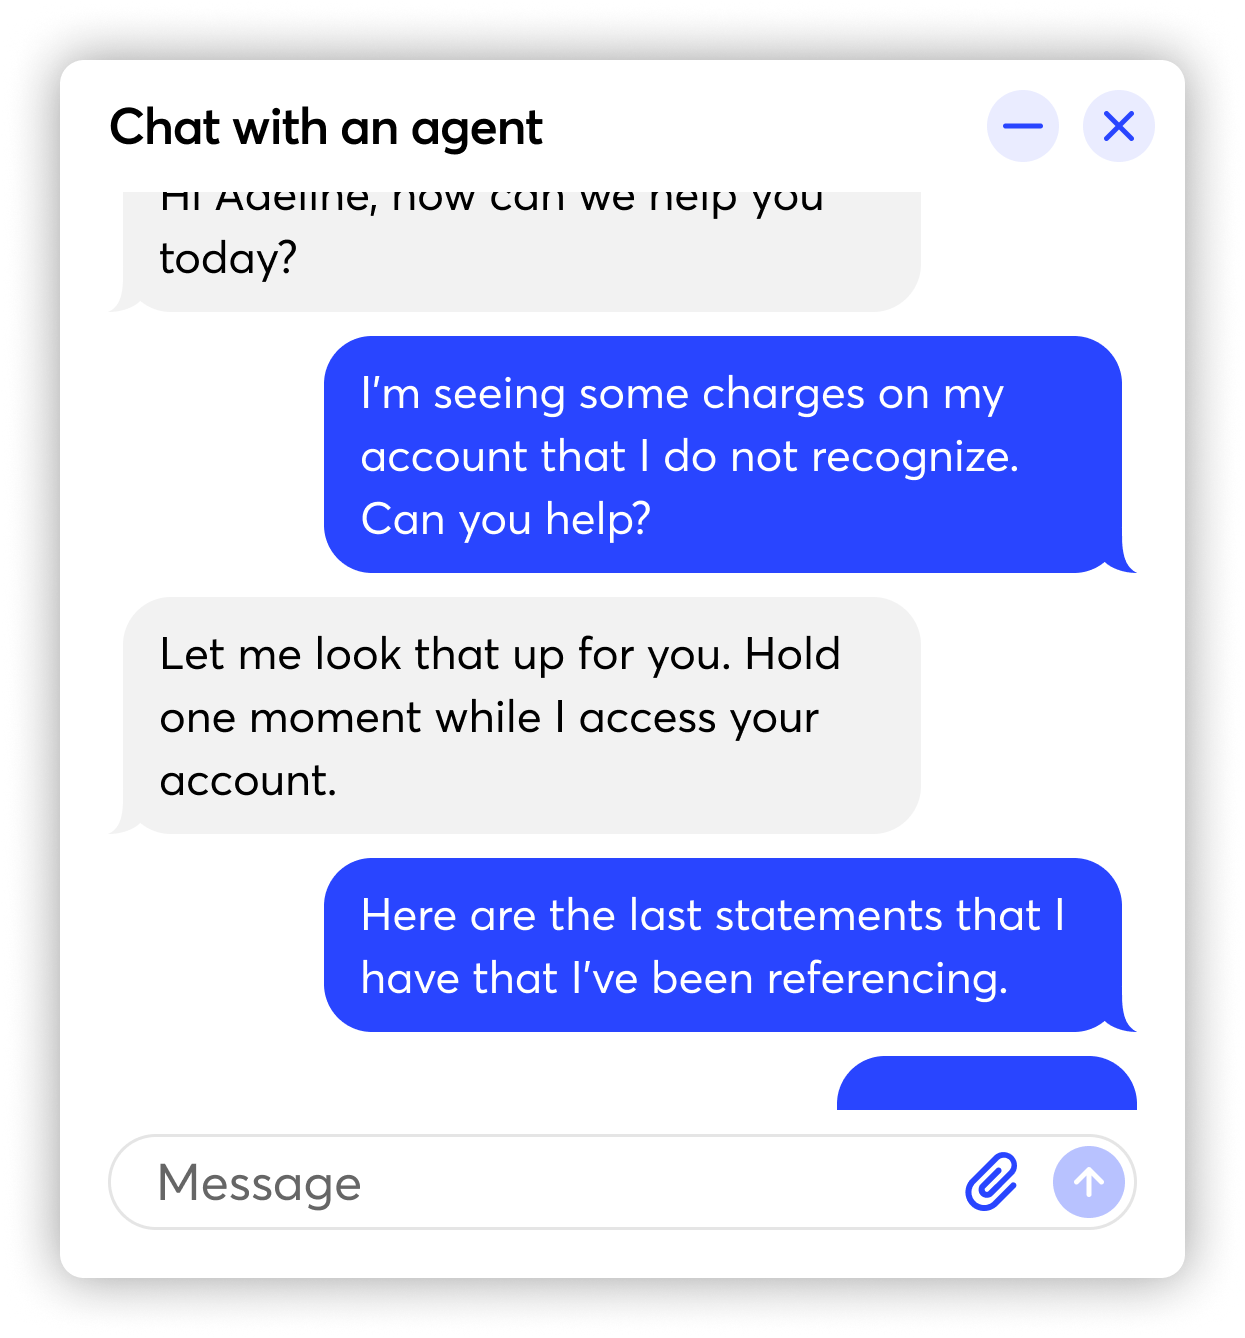 Chat with an agent
Hi Adeline, how can we help you
today?
I'm seeing some charges on my
account that I do not recognize.
Can you help?
Let me look that up for you. Hold
one moment while I access your
account.
Here are the last statements that I
have that I've been referencing.
Message